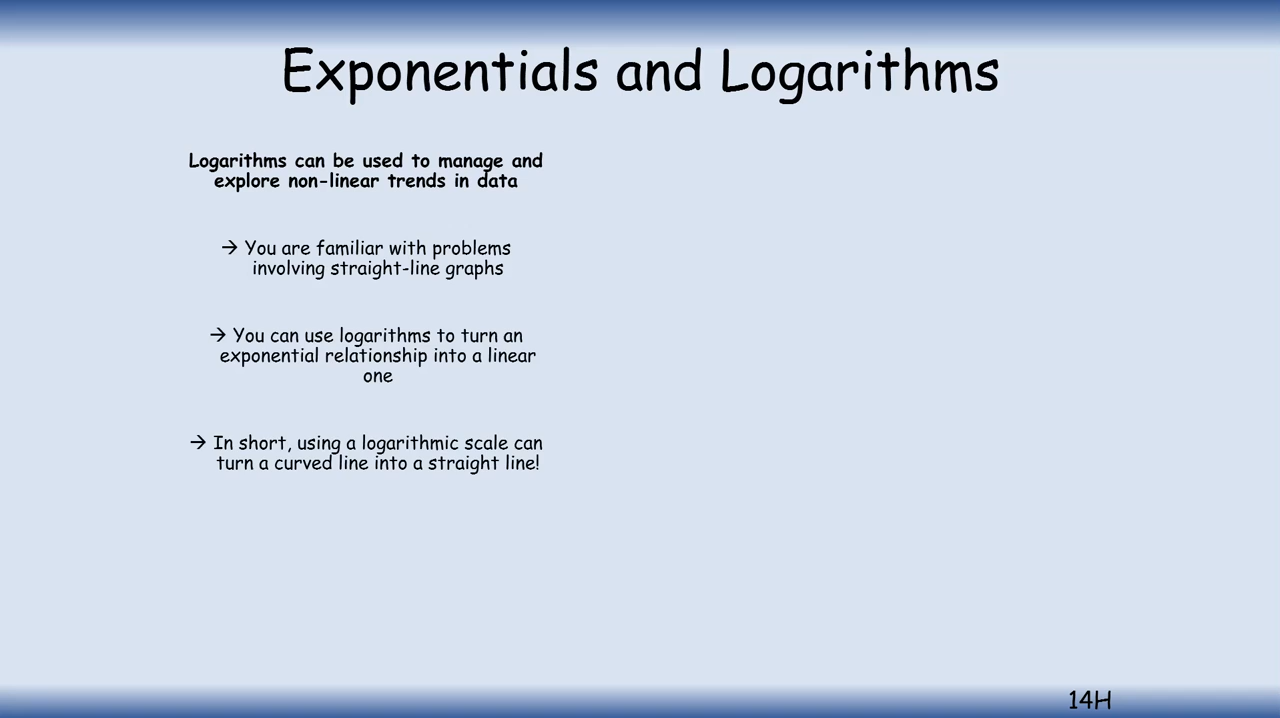 Exponentials and Logarithms
Logarithms can be used to manage and
explore non-linear trends in data
→ You are familiar with problems
involving straight-line graphs
→ You can use logarithms to turn an
exponential relationship into a linear
one
→ In short, using a logarithmic scale can
turn a curved line into a straight line!
14H